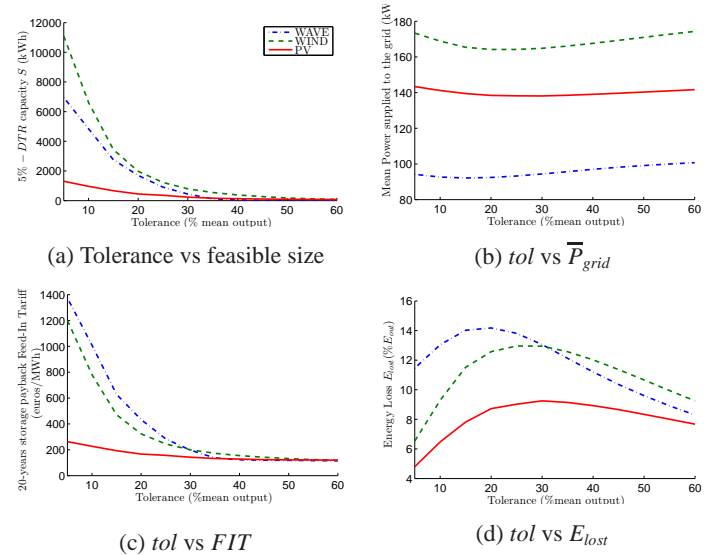 12000
10000
8000
6000
4000
2000
0
5% − DTR capacity S (kWh)
WAVE
WIND
PV
10 20 30 40 50 60
Tolerance (% mean output)
(a) Tolerance vs feasible size
180
160
140
120
100
80
Mean Power supplied to the grid (kW
10 20 30 40 50 60
Tolerance (%mean output)
(b) tol vs P̅grid
1400
1200
1000
800
600
400
200
0
20-years storage payback Feed-In Tariff
(euros/MWh)
10 20 30 40 50 60
Tolerance (%mean output)
(c) tol vs FIT
16
14
12
10
8
6
4
Energy Loss Elost(%Eout)
10 20 30 40 50 60
Tolerance (%mean output)
(d) tol vs Elost